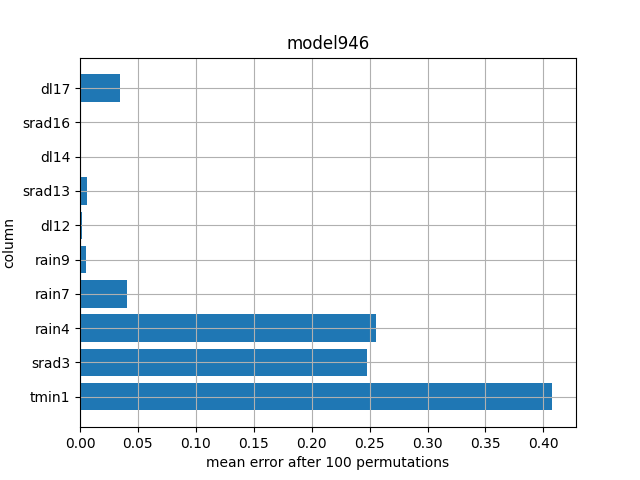 model946
column
dl17
srad16
dl14
srad13
dl12
rain9
rain7
rain4
srad3
tmin1
0.00 0.05 0.10 0.15 0.20 0.25 0.30 0.35 0.40
mean error after 100 permutations